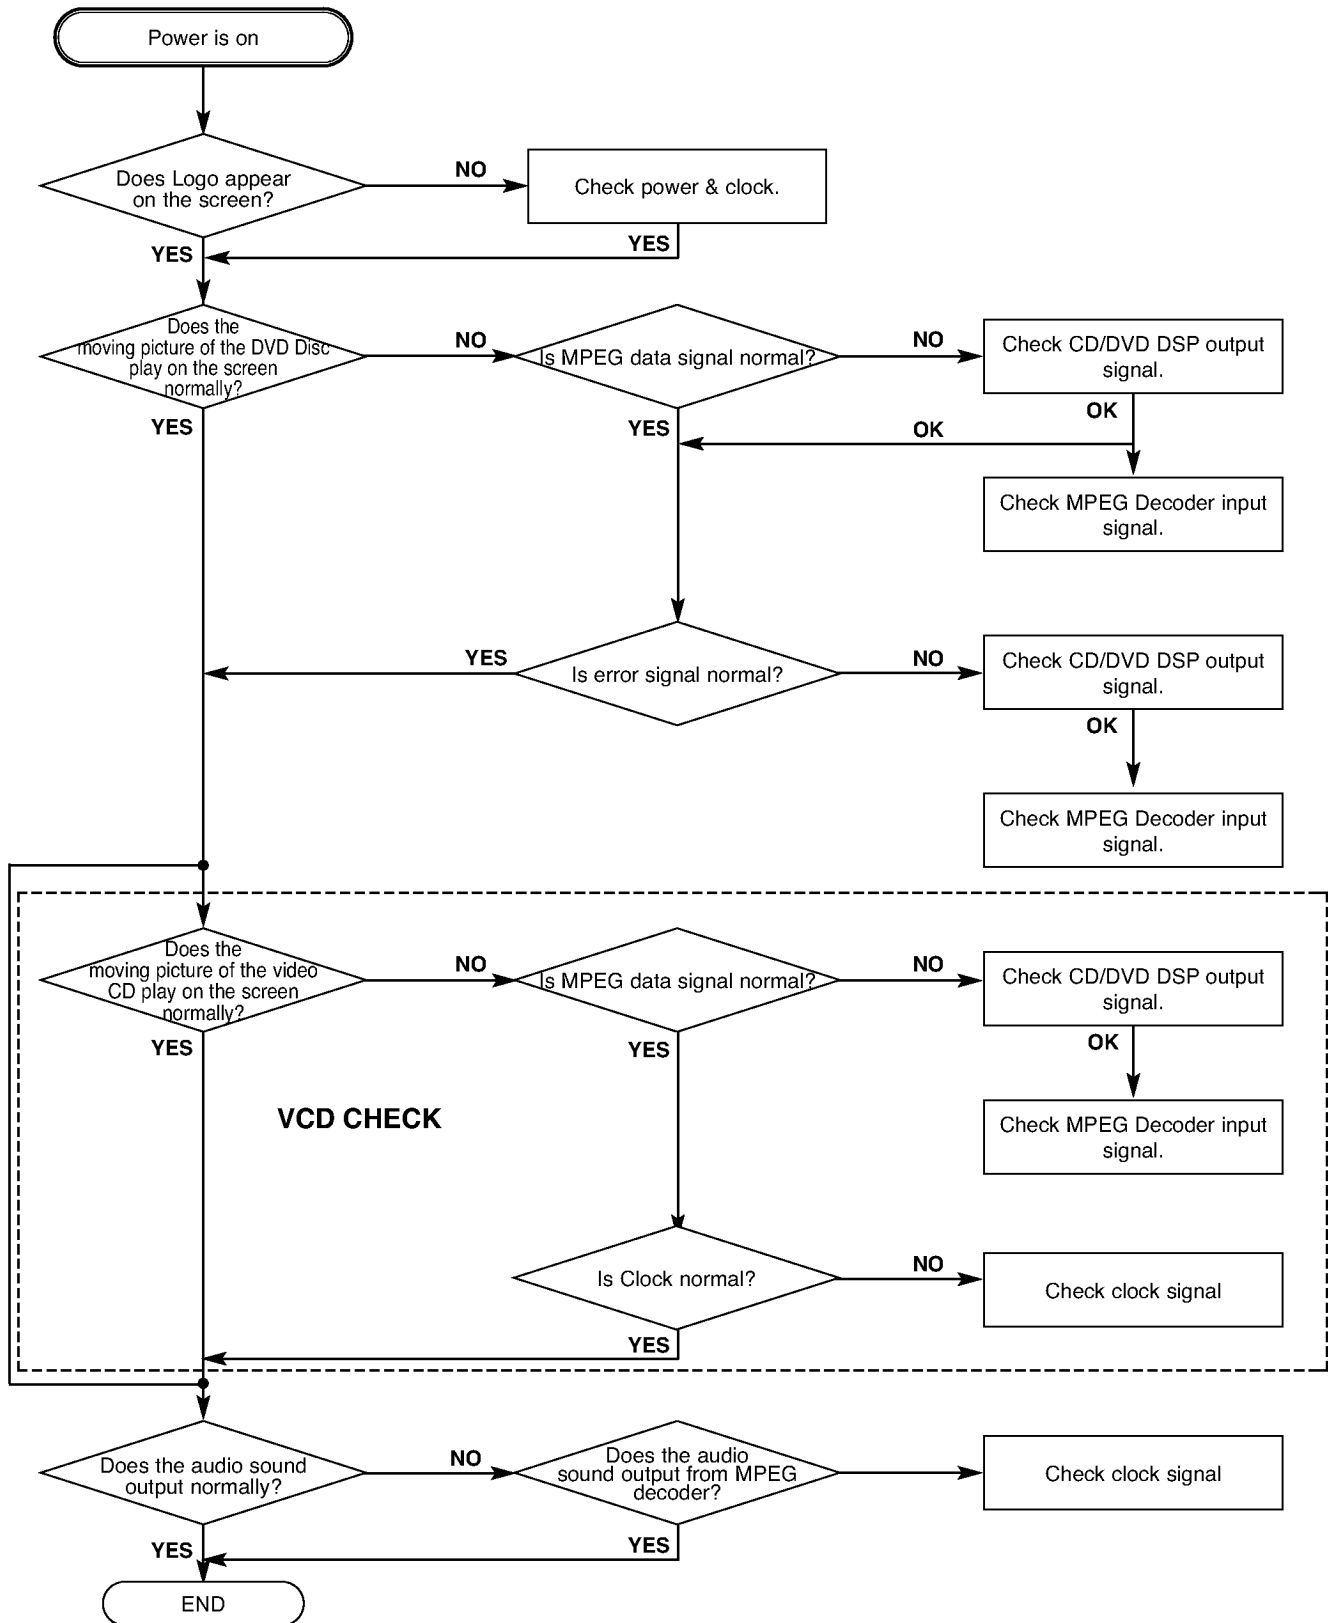 Power is on
Does Logo appear
on the screen?
NO
Check power & clock.
YES
YES
Does the
moving picture of the DVD Disc
play on the screen
normally?
NO
Is MPEG data signal normal?
NO
Check CD/DVD DSP output
signal.
YES
YES
OK
OK
Check MPEG Decoder input
signal.
YES
Is error signal normal?
NO
Check CD/DVD DSP output
signal.
OK
Check MPEG Decoder input
signal.
Does the
moving picture of the video
CD play on the screen
normally?
NO
Is MPEG data signal normal?
NO
Check CD/DVD DSP output
signal.
YES
YES
OK
VCD CHECK
Check MPEG Decoder input
signal.
Is Clock normal?
NO
Check clock signal
YES
Does the audio sound
output normally?
NO
Does the audio
sound output from MPEG
decoder?
Check clock signal
YES
YES
END